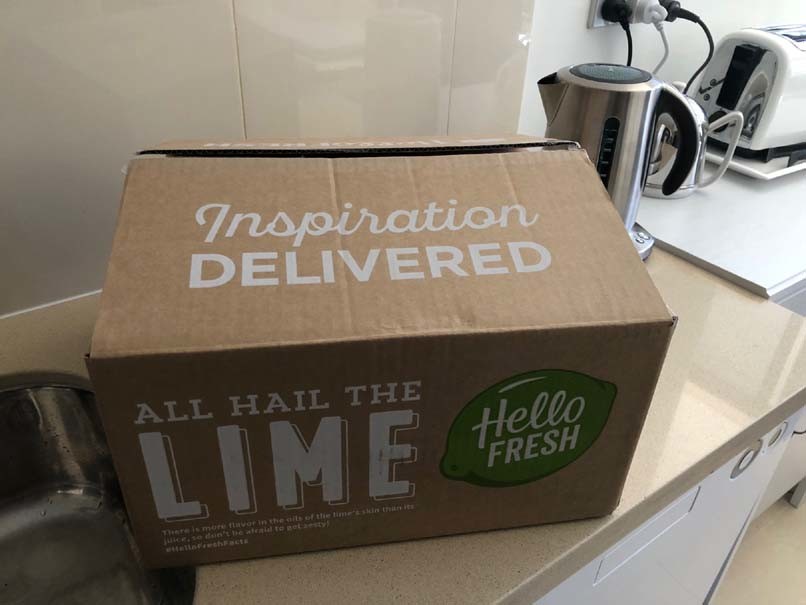 Inspiration
DELIVERED
ALL HAIL THE
LIME
There is more flavor in the oils of the lime's skin than its
juice, so don't be afraid to get zesty!
#HelloFreshFacts
Hello
FRESH